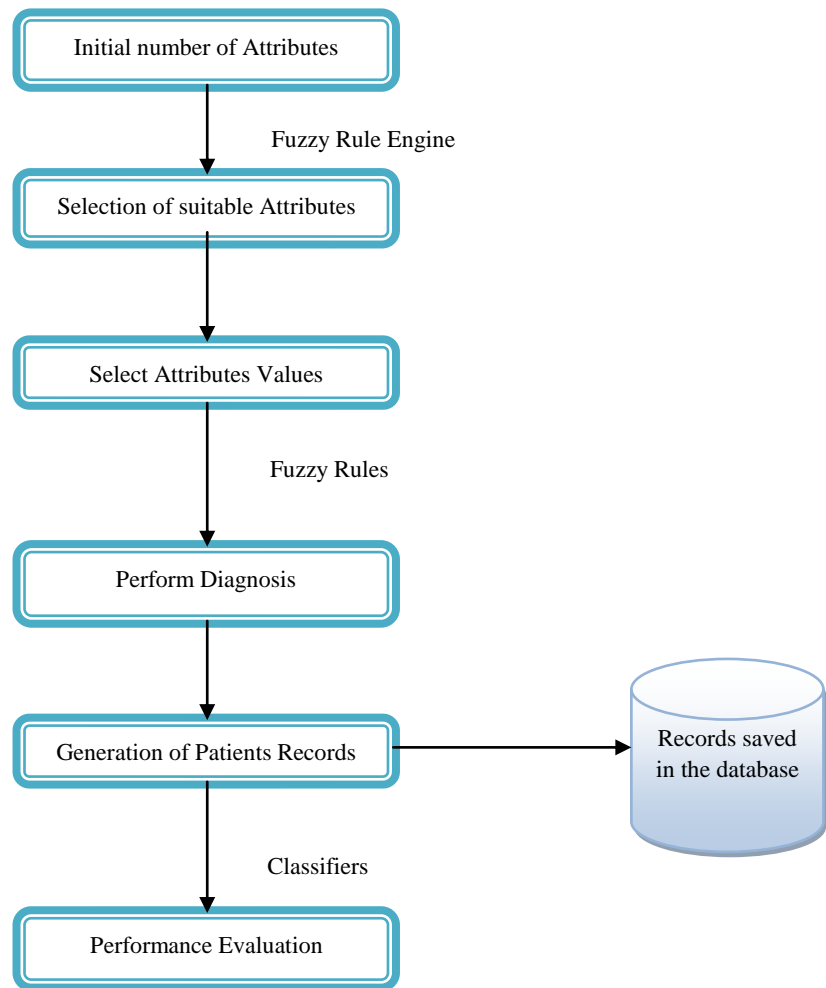 Initial number of Attributes
Fuzzy Rule Engine
Selection of suitable Attributes
Select Attributes Values
Fuzzy Rules
Perform Diagnosis
Generation of Patients Records
Records saved
in the database
Classifiers
Performance Evaluation